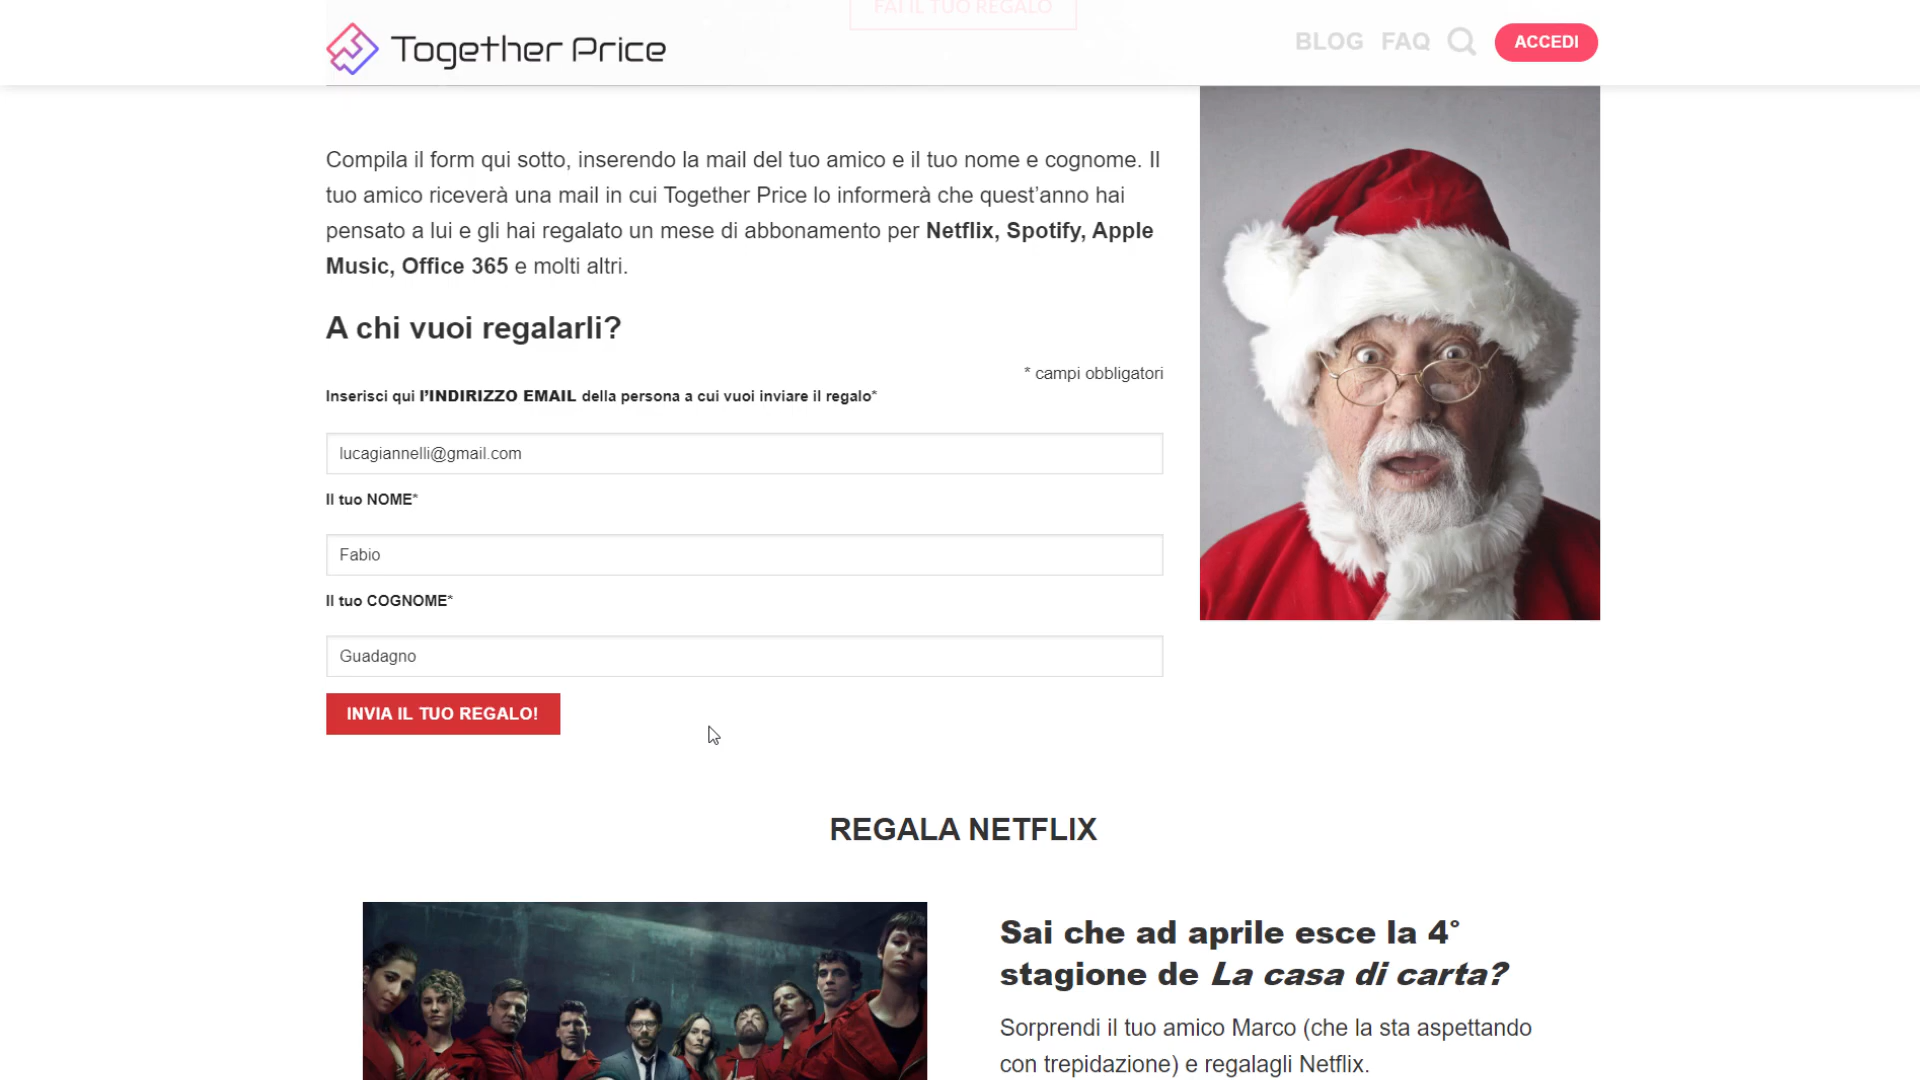 FAI IL TUO REGALO
Together Price
BLOG FAQ
ACCEDI
Compila il form qui sotto, inserendo la mail del tuo amico e il tuo nome e cognome. Il
tuo amico riceverà una mail in cui Together Price lo informerà che quest’anno hai
pensato a lui e gli hai regalato un mese di abbonamento per Netflix, Spotify, Apple
Music, Office 365 e molti altri.
A chi vuoi regalarli?
* campi obbligatori
Inserisci qui l’INDIRIZZO EMAIL della persona a cui vuoi inviare il regalo*
lucagiannelli@gmail.com
Il tuo NOME*
Fabio
Il tuo COGNOME*
Guadagno
INVIA IL TUO REGALO!
REGALA NETFLIX
Sai che ad aprile esce la 4°
stagione de La casa di carta?
Sorprendi il tuo amico Marco (che la sta aspettando
con trepidazione) e regalagli Netflix.